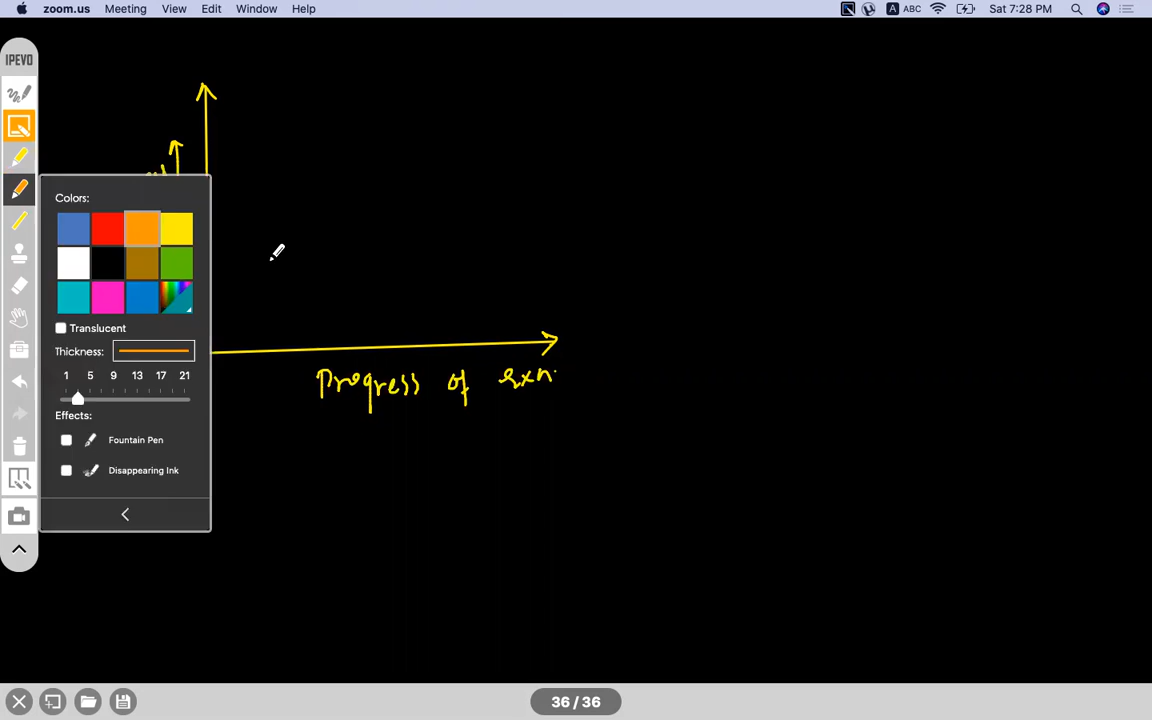 zoom.us Meeting View Edit Window Help A ABC Sat 7:28 PM
IPEVO
Colors:
Translucent
Thickness:
1 5 9 13 17 21
Effects:
Fountain Pen
Disappearing Ink
Progress of rxn.
36 / 36